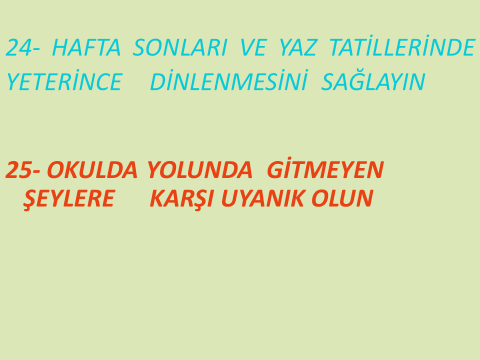 24- HAFTA SONLARI VE YAZ TATİLLERİNDE
YETERİNCE DİNLENMESİNİ SAĞLAYIN
25- OKULDA YOLUNDA GİTMEYEN
ŞEYLERE KARŞI UYANIK OLUN